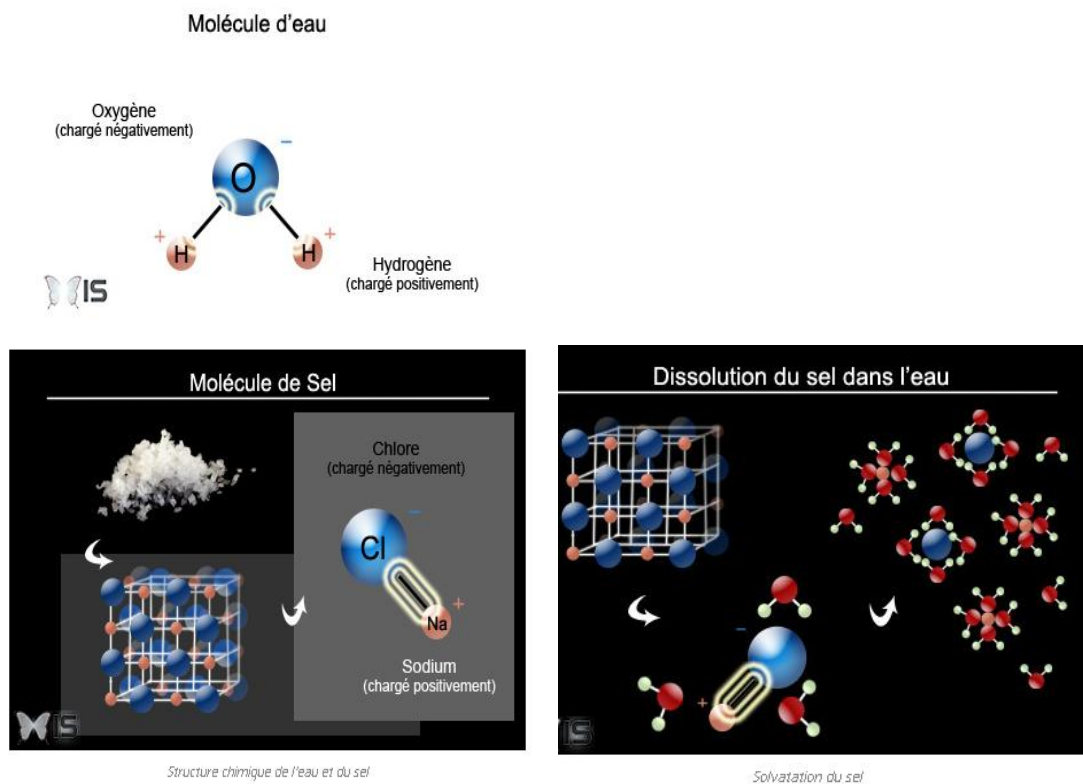 Molécule d'eau
Oxygène
(chargé négativement)
−
O
+
+
H
H
Hydrogène
(chargé positivement)
IS
Molécule de Sel
Chlore
(chargé négativement)
−
Cl
+
Na
Sodium
(chargé positivement)
IS
Structure chimique de l'eau et du sel
Dissolution du sel dans l'eau
−
+
IS
Solvatation du sel